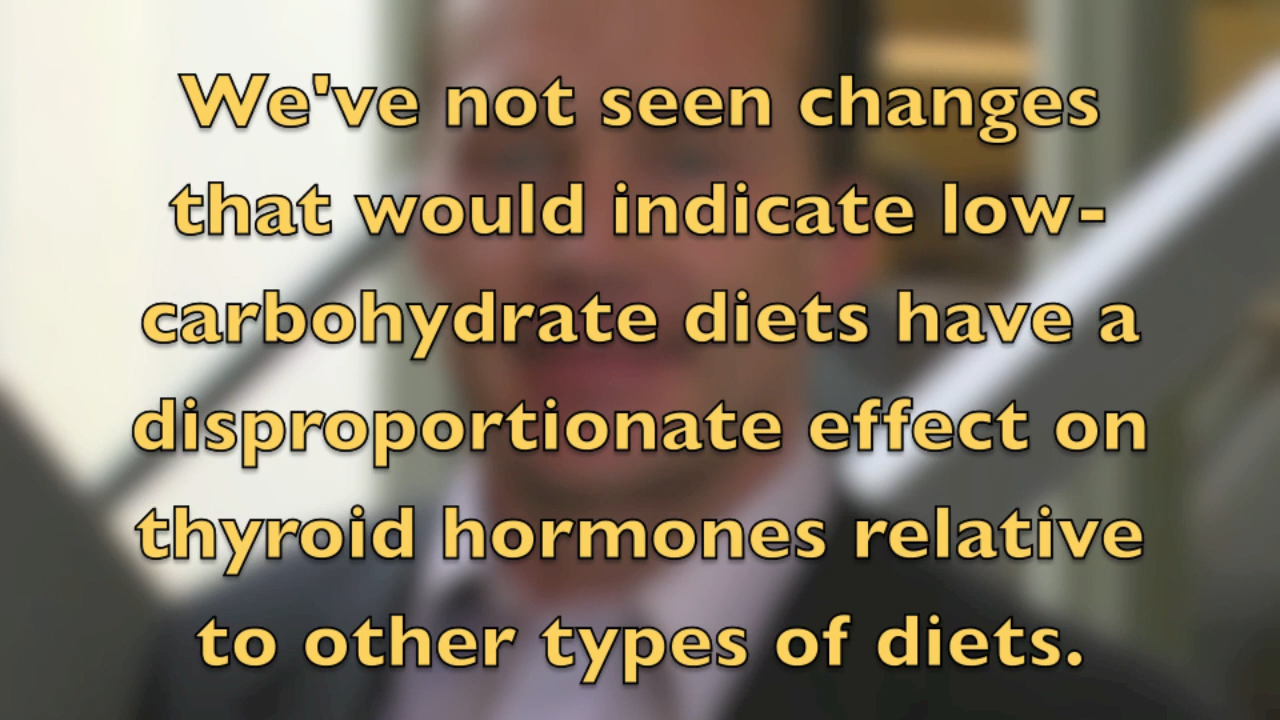 We've not seen changes
that would indicate low-
carbohydrate diets have a
disproportionate effect on
thyroid hormones relative
to other types of diets.